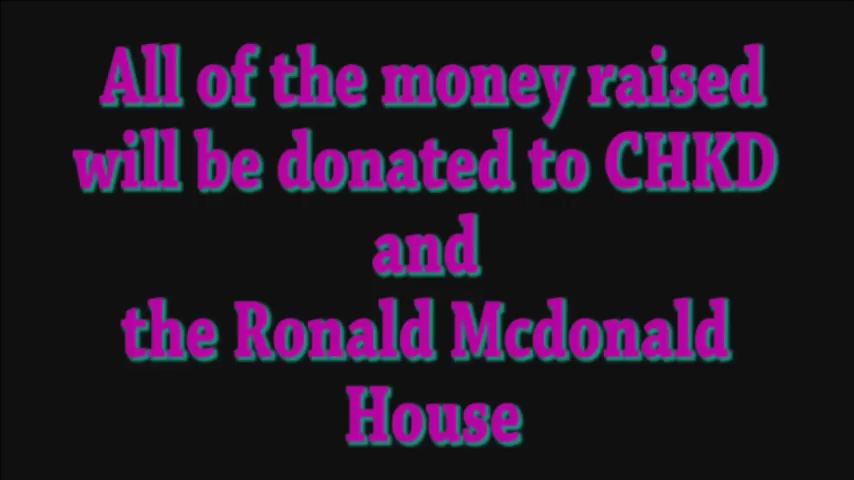 All of the money raised
will be donated to CHKD
and
the Ronald Mcdonald
House